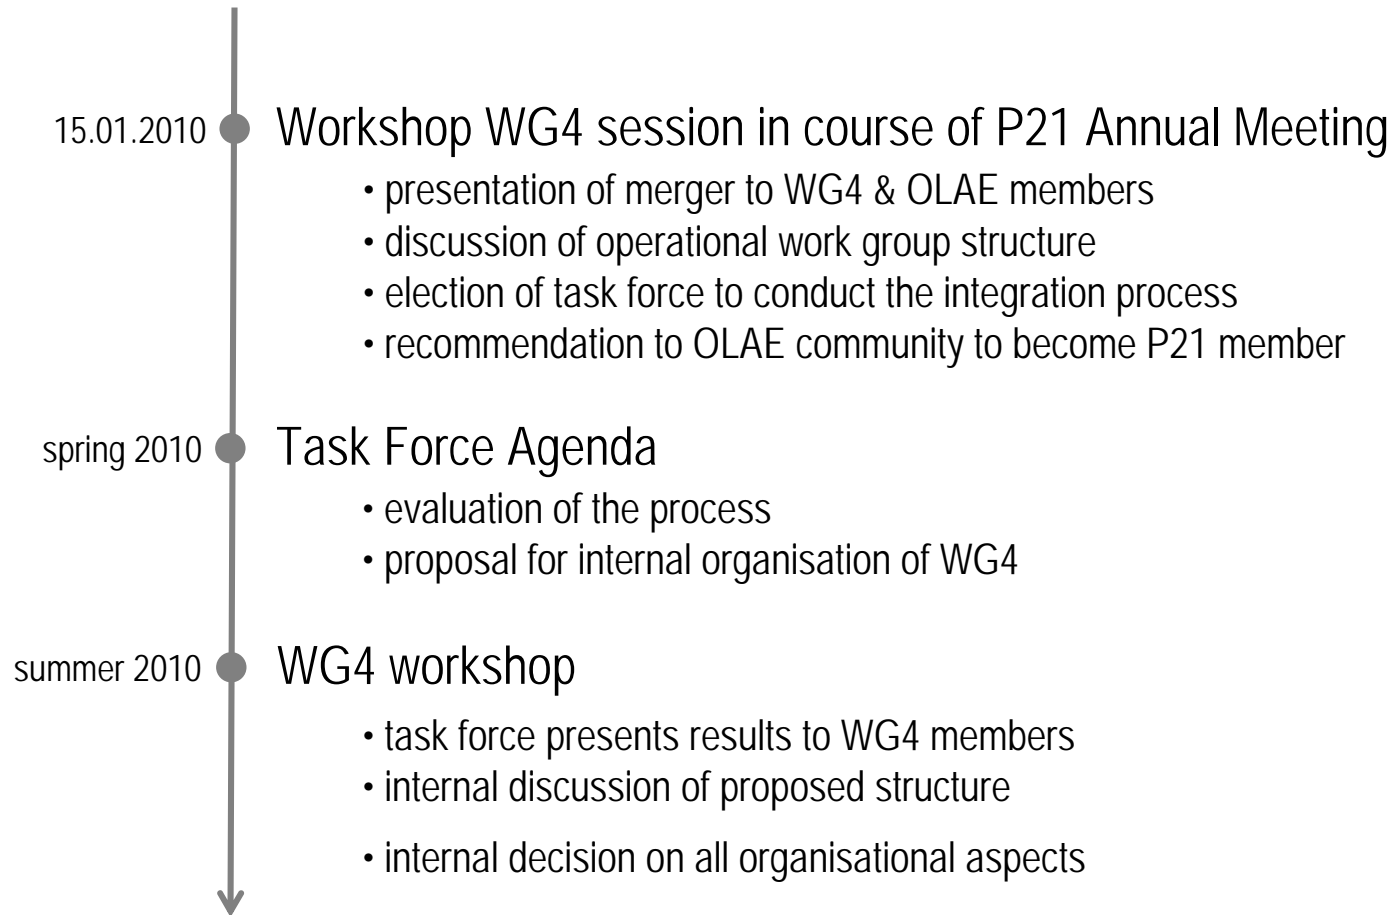 15.01.2010 Workshop WG4 session in course of P21 Annual Meeting
• presentation of merger to WG4 & OLAE members
• discussion of operational work group structure
• election of task force to conduct the integration process
• recommendation to OLAE community to become P21 member
spring 2010 Task Force Agenda
• evaluation of the process
• proposal for internal organisation of WG4
summer 2010 WG4 workshop
• task force presents results to WG4 members
• internal discussion of proposed structure
• internal decision on all organisational aspects